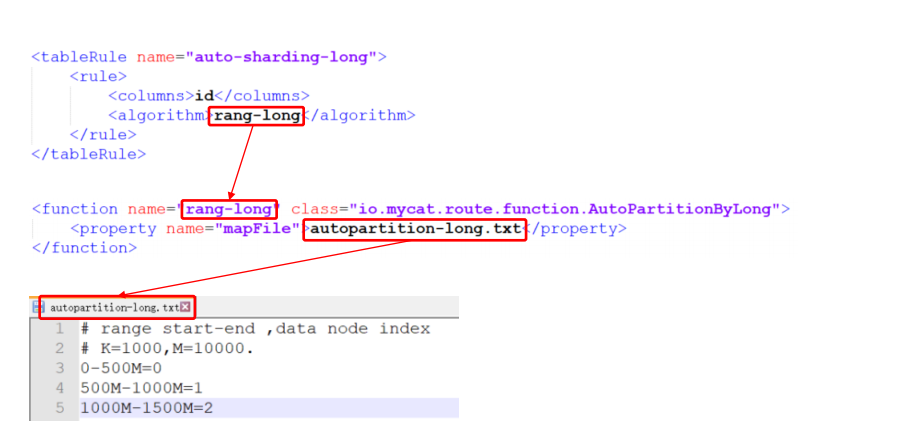 <tableRule name="auto-sharding-long">
<rule>
<columns>id</columns>
<algorithm>rang-long</algorithm>
</rule>
</tableRule>
<function name="rang-long" class="io.mycat.route.function.AutoPartitionByLong">
<property name="mapFile">autopartition-long.txt</property>
</function>
autopartition-long.txt
1 # range start-end ,data node index
2 # K=1000,M=10000.
3 0-500M=0
4 500M-1000M=1
5 1000M-1500M=2